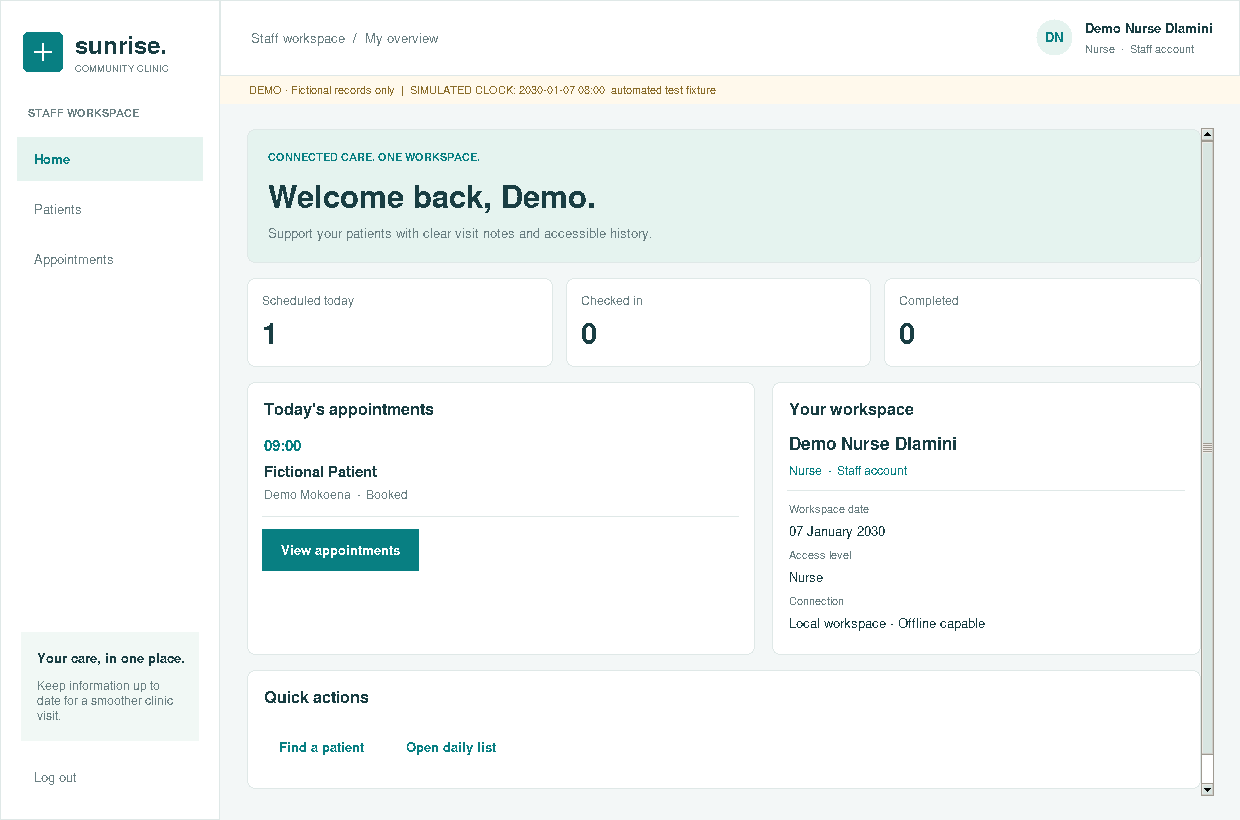 sunrise.
COMMUNITY CLINIC
STAFF WORKSPACE
Home
Patients
Appointments
Your care, in one place.
Keep information up to
date for a smoother clinic
visit.
Log out
Staff workspace / My overview
DN
Demo Nurse Dlamini
Nurse · Staff account
DEMO · Fictional records only | SIMULATED CLOCK: 2030-01-07 08:00 automated test fixture
CONNECTED CARE. ONE WORKSPACE.
Welcome back, Demo.
Support your patients with clear visit notes and accessible history.
Scheduled today
1
Checked in
0
Completed
0
Today's appointments
09:00
Fictional Patient
Demo Mokoena · Booked
View appointments
Your workspace
Demo Nurse Dlamini
Nurse · Staff account
Workspace date
07 January 2030
Access level
Nurse
Connection
Local workspace · Offline capable
Quick actions
Find a patient
Open daily list